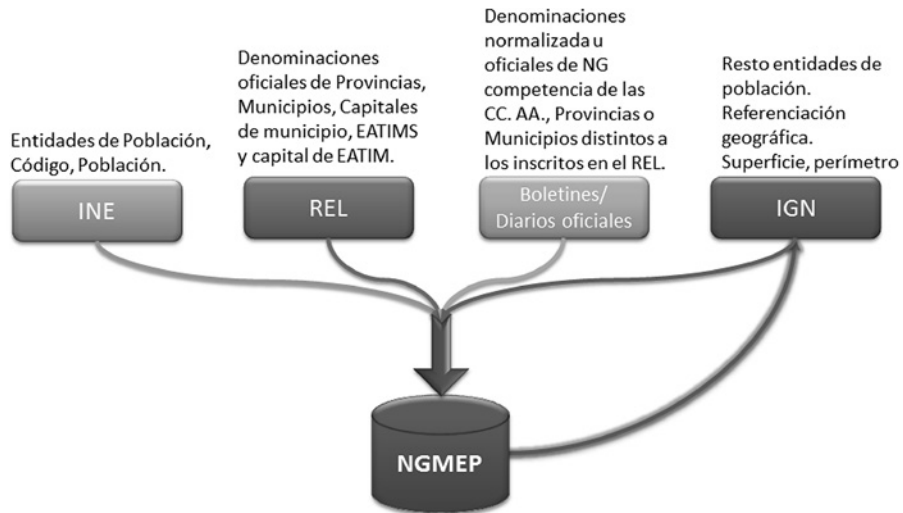 Entidades de Población,
Código, Población.
INE
Denominaciones
oficiales de Provincias,
Municipios, Capitales
de municipio, EATIMS
y capital de EATIM.
REL
Denominaciones
normalizada u
oficiales de NG
competencia de las
CC. AA., Provincias o
Municipios distintos a
los inscritos en el REL.
Boletines/
Diarios oficiales
Resto entidades de
población.
Referenciación
geográfica.
Superficie, perímetro
IGN
NGMEP